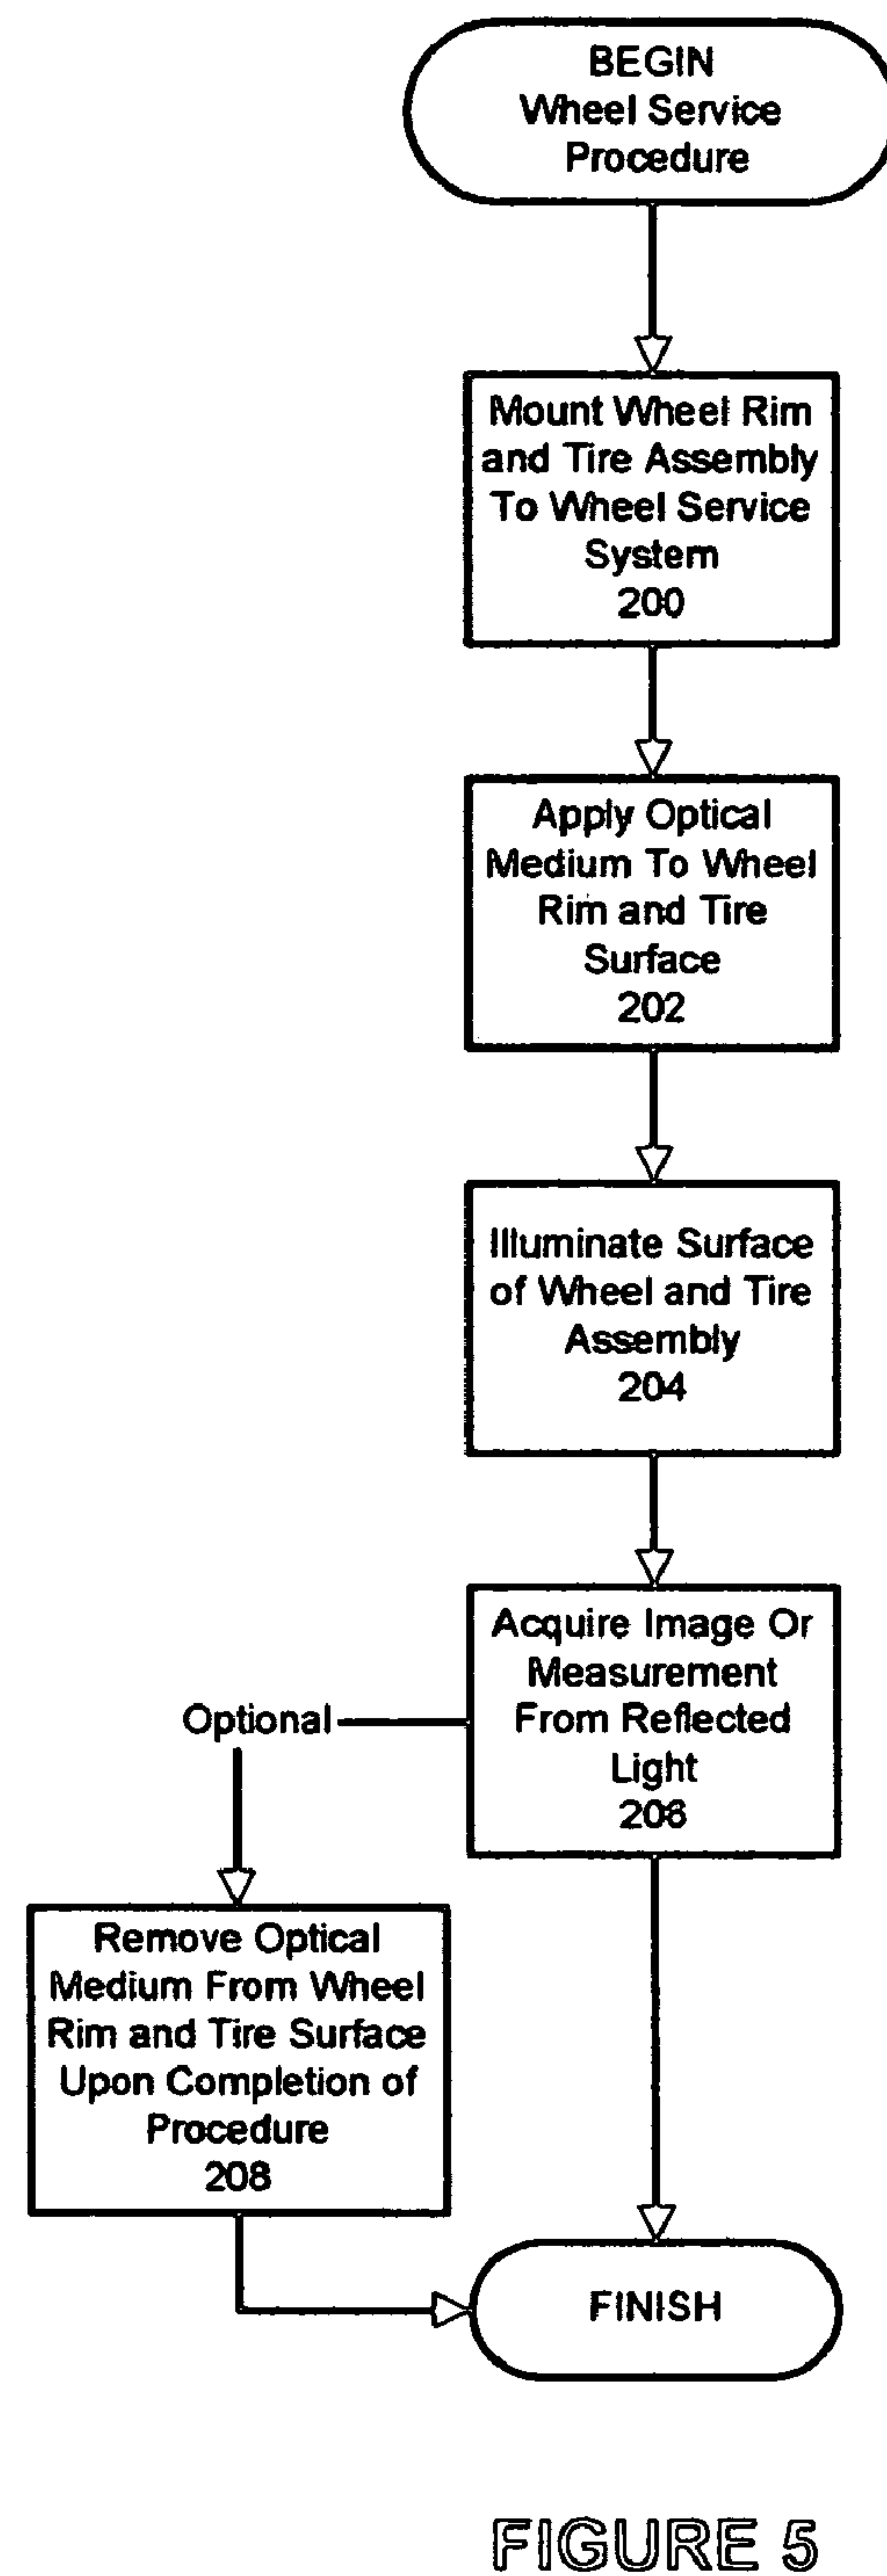 BEGIN
Wheel Service
Procedure
Mount Wheel Rim
and Tire Assembly
To Wheel Service
System
200
Apply Optical
Medium To Wheel
Rim and Tire
Surface
202
Illuminate Surface
of Wheel and Tire
Assembly
204
Acquire Image Or
Measurement
From Reflected
Light
206
Optional
Remove Optical
Medium From Wheel
Rim and Tire Surface
Upon Completion of
Procedure
208
FINISH
FIGURE 5